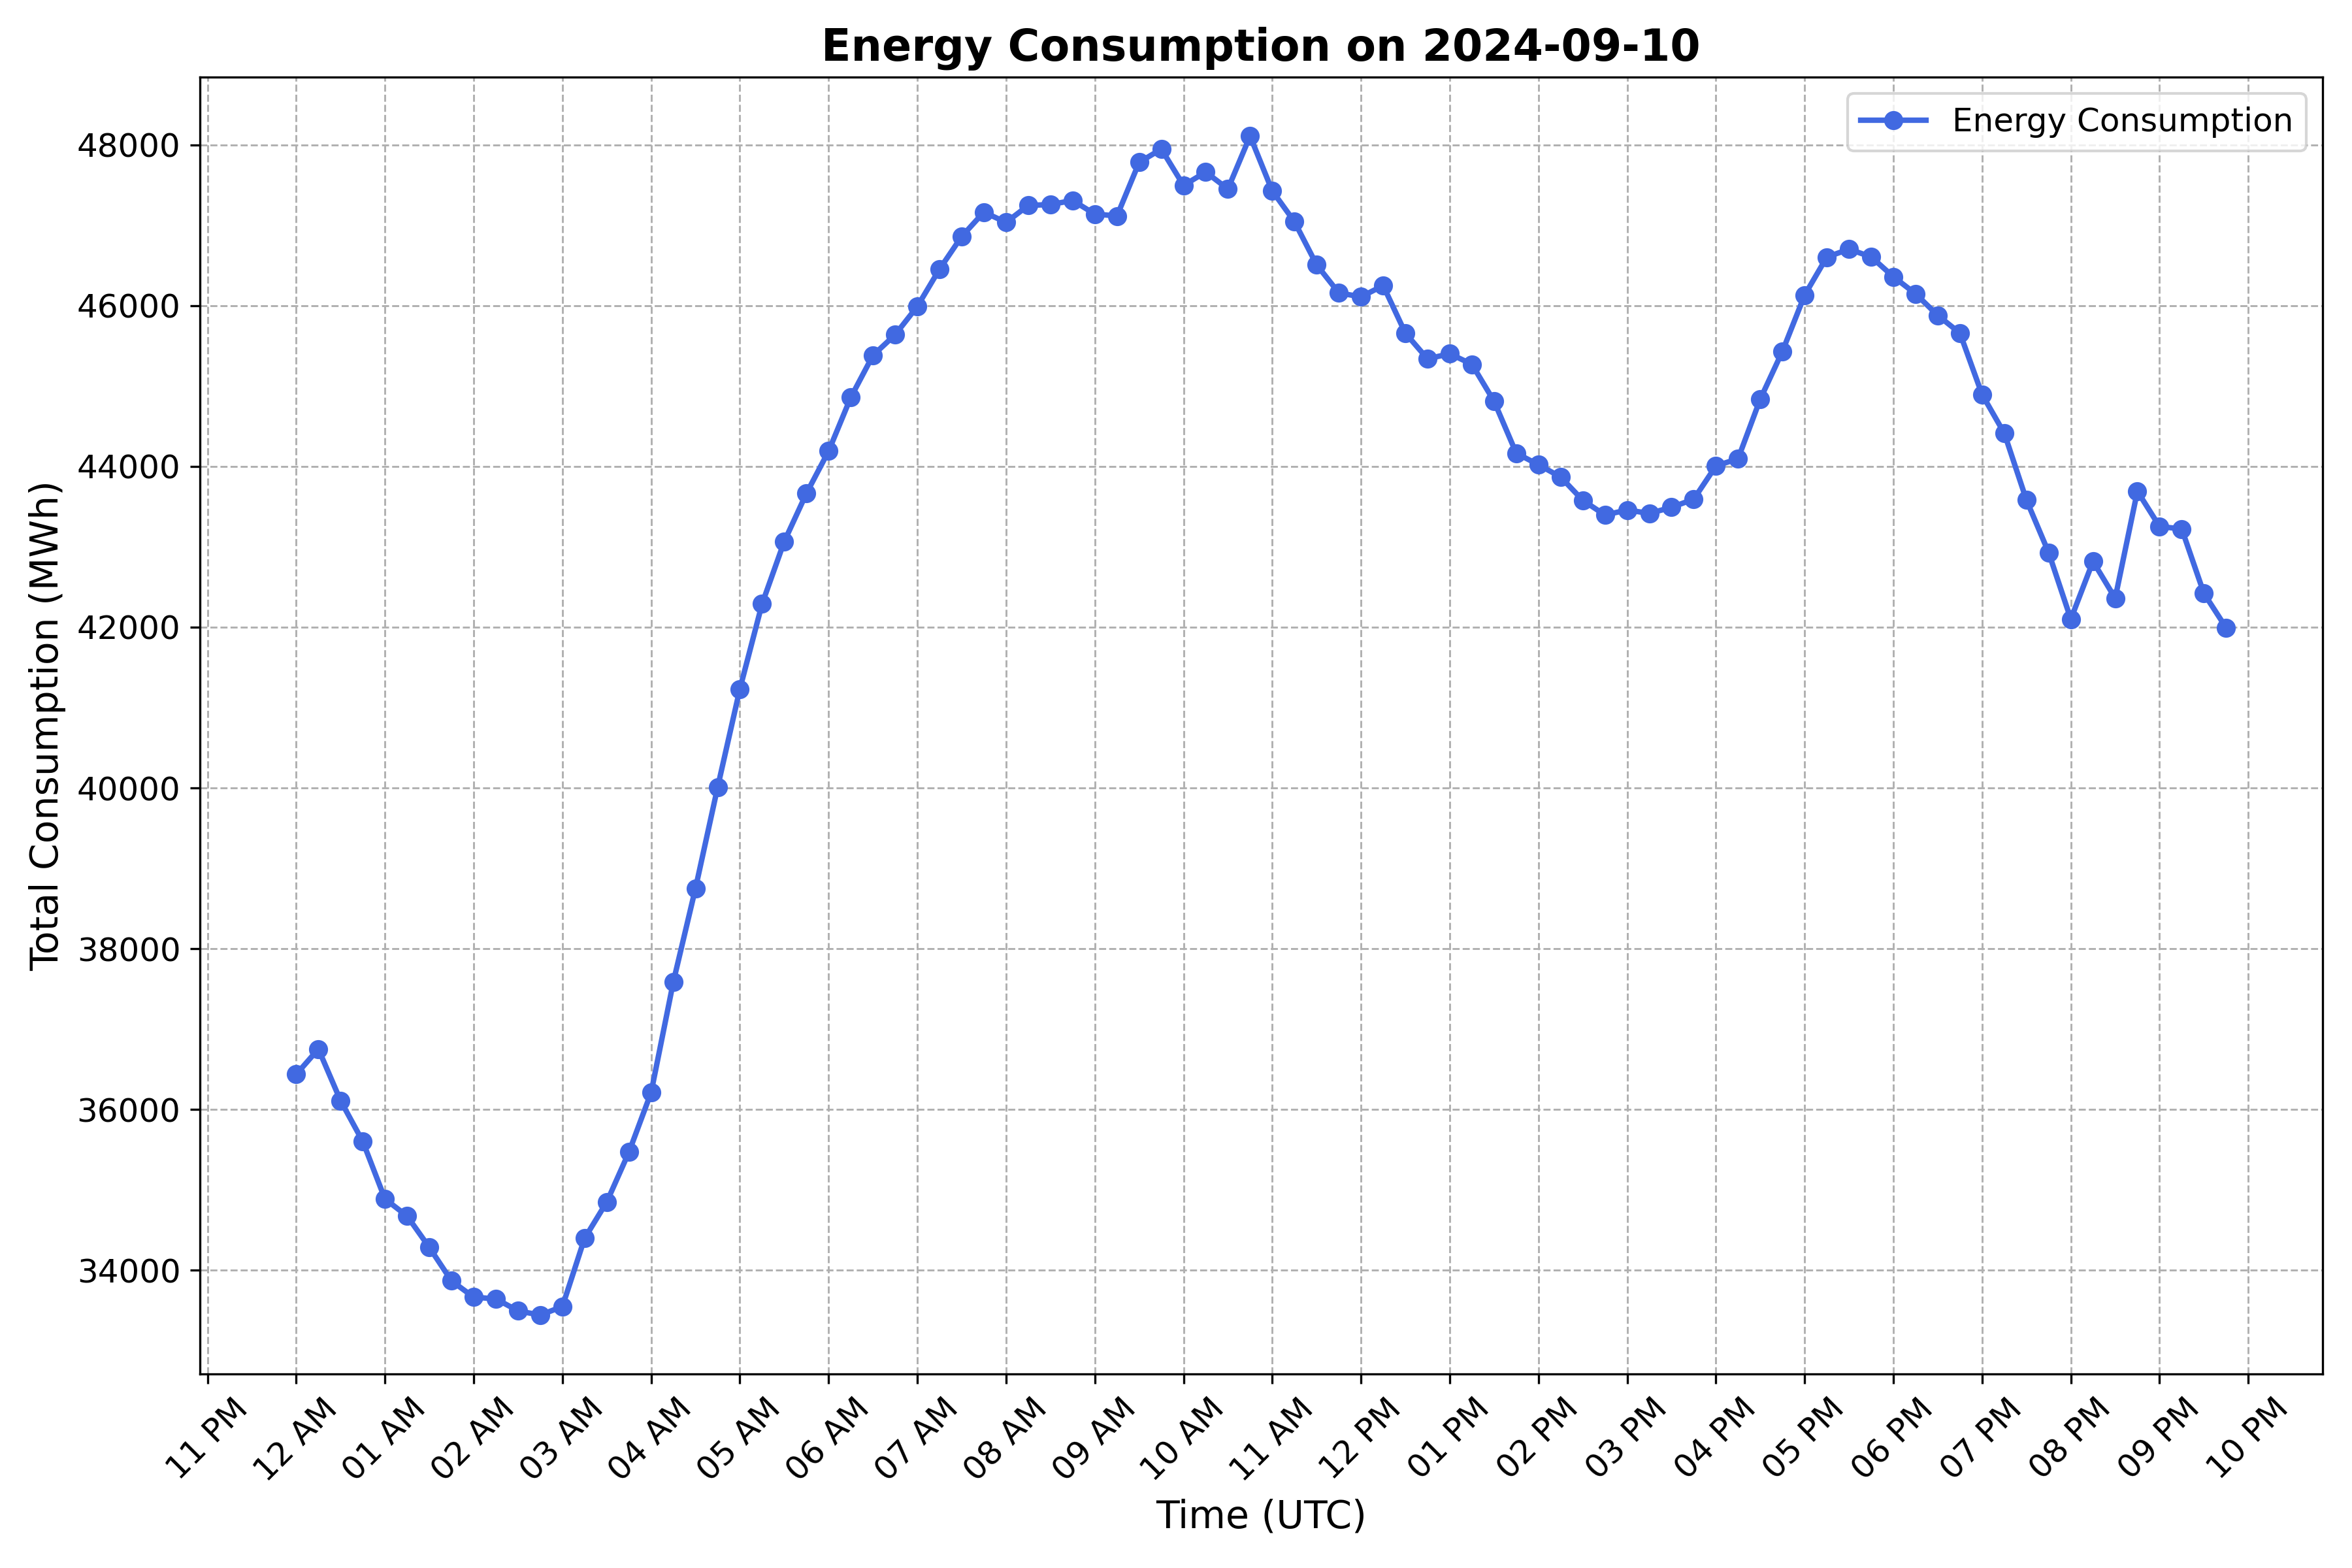 Energy Consumption on 2024-09-10
Energy Consumption
48000
46000
44000
42000
40000
38000
36000
34000
Total Consumption (MWh)
11 PM
12 AM
01 AM
02 AM
03 AM
04 AM
05 AM
06 AM
07 AM
08 AM
09 AM
10 AM
11 AM
12 PM
01 PM
02 PM
03 PM
04 PM
05 PM
06 PM
07 PM
08 PM
09 PM
10 PM
Time (UTC)